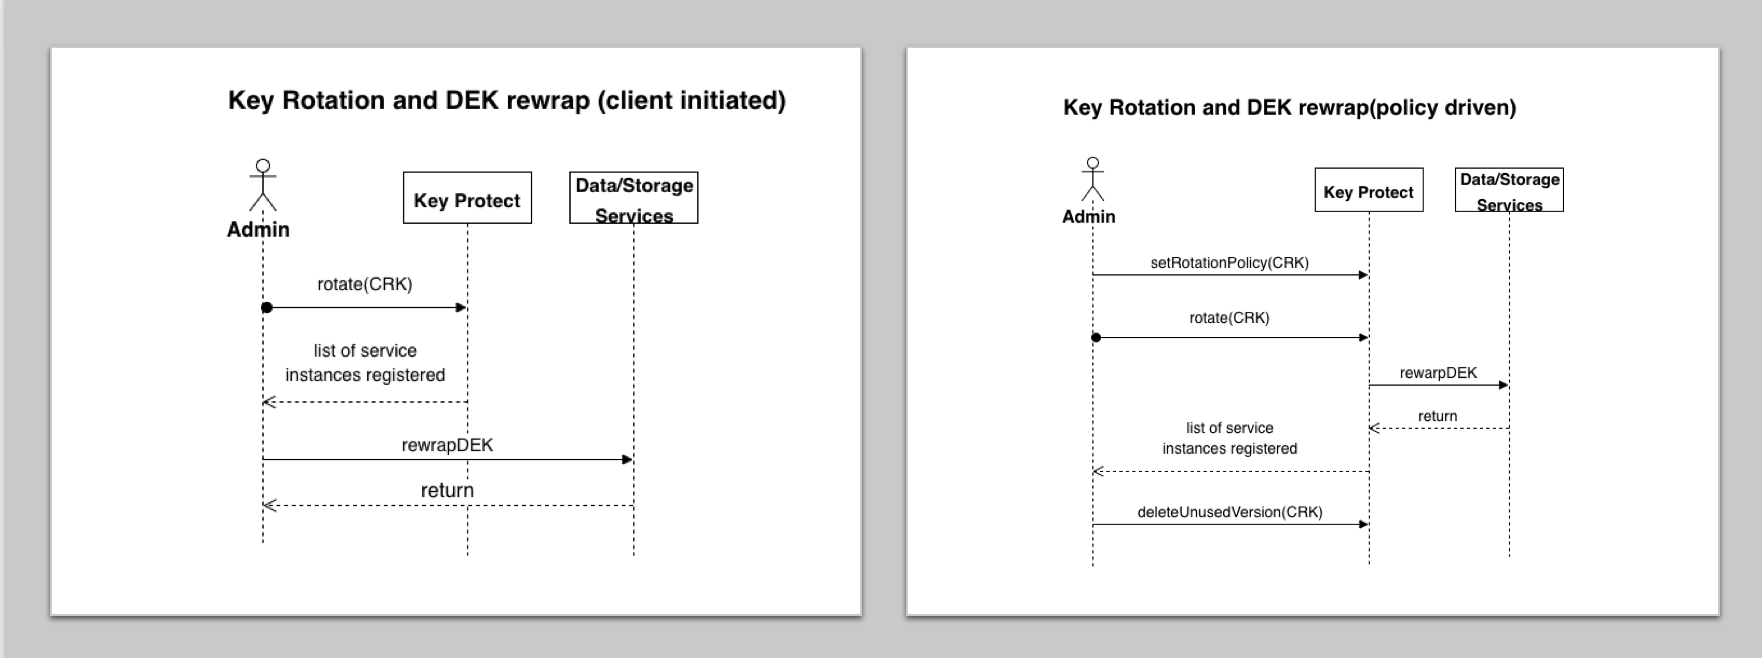 Key Rotation and DEK rewrap (client initiated)
Admin
Key Protect
Data/Storage
Services
rotate(CRK)
list of service
instances registered
rewrapDEK
return
Key Rotation and DEK rewrap(policy driven)
Admin
Key Protect
Data/Storage
Services
setRotationPolicy(CRK)
rotate(CRK)
rewarpDEK
return
list of service
instances registered
deleteUnusedVersion(CRK)